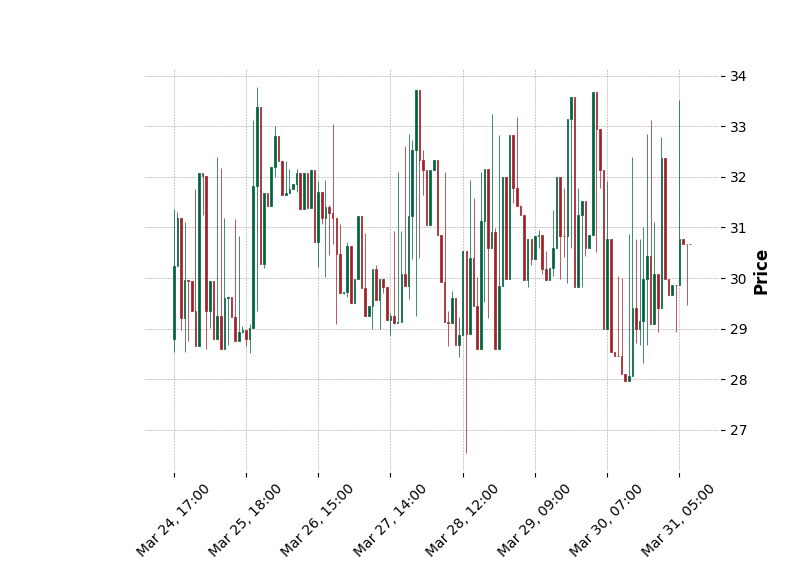 34
33
32
31
30
29
28
27
Price
Mar 24, 17:00
Mar 25, 18:00
Mar 26, 15:00
Mar 27, 14:00
Mar 28, 12:00
Mar 29, 09:00
Mar 30, 07:00
Mar 31, 05:00